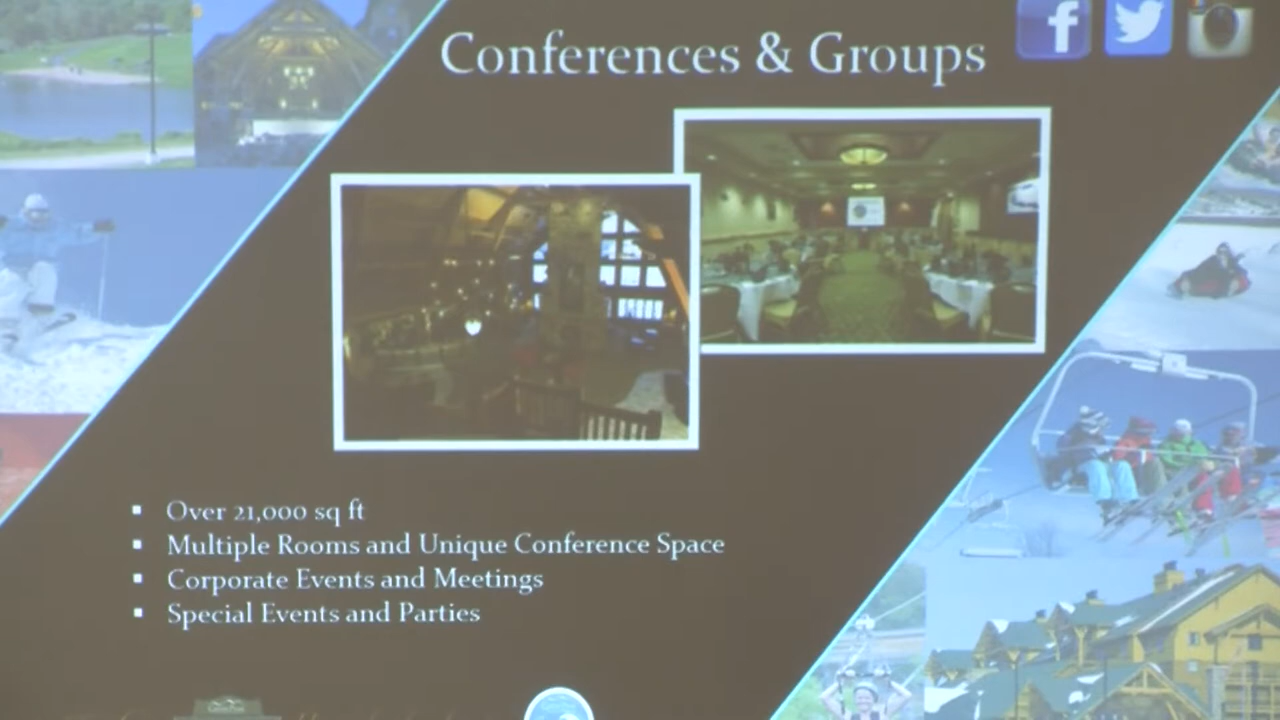 Conferences & Groups
Over 21,000 sq ft
Multiple Rooms and Unique Conference Space
Corporate Events and Meetings
Special Events and Parties